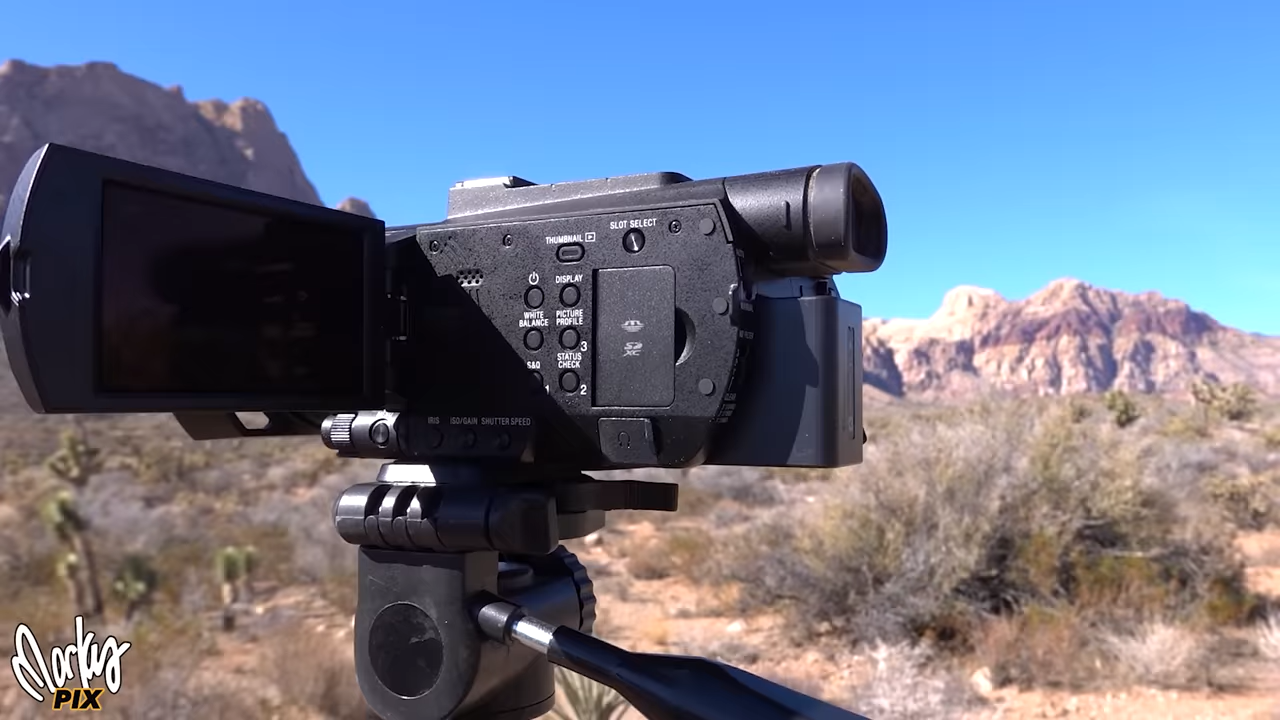 SLOT SELECT
THUMBNAIL
DISPLAY
WHITE
BALANCE
PICTURE
PROFILE
3
STATUS
CHECK
S&Q
1
2
SD
XC
IRIS
ISO/GAIN
SHUTTER SPEED
Markus
PIX